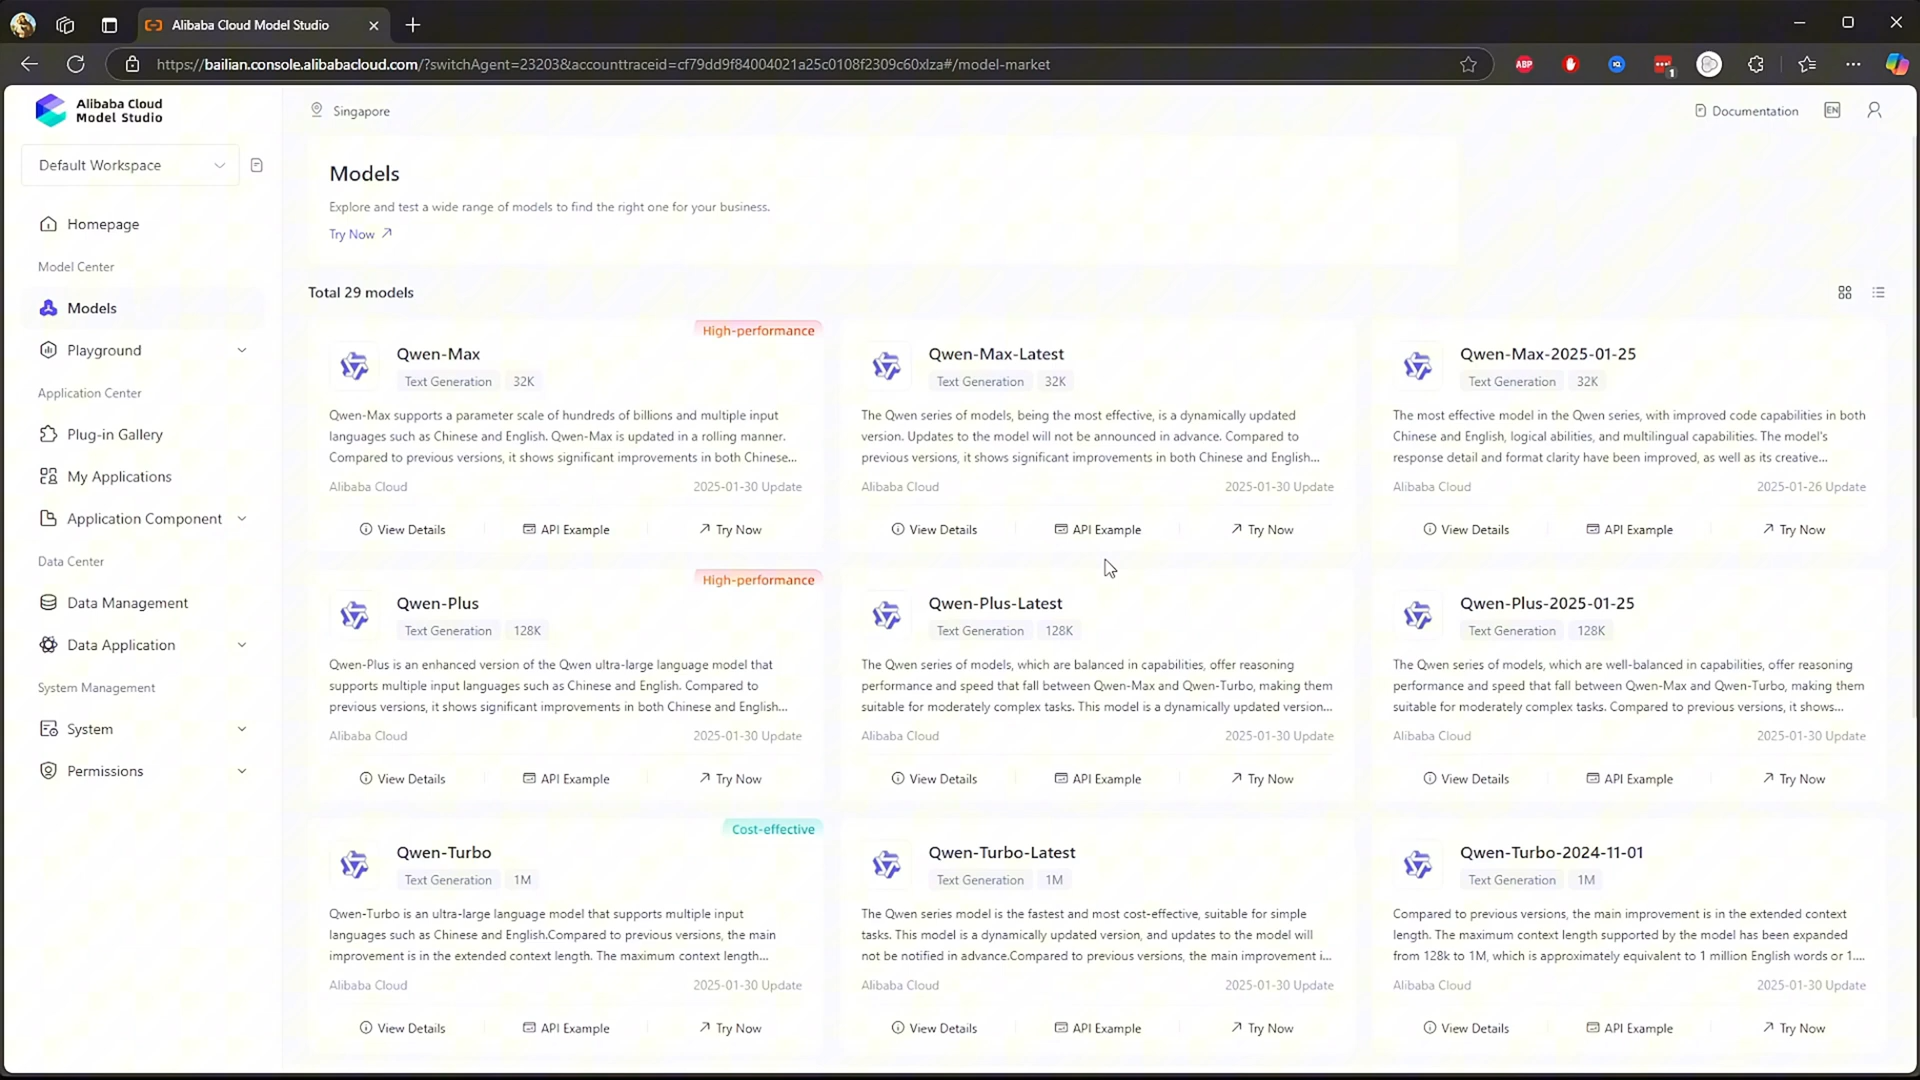 Alibaba Cloud Model Studio
https://bailian.console.alibabacloud.com/?switchAgent=23203&accounttraceid=cf79dd9f84004021a25c0108f2309c60xlza#/model-market
ABP
1
Alibaba Cloud
Model Studio
Singapore
Documentation
EN
Default Workspace
Homepage
Model Center
Models
Playground
Application Center
Plug-in Gallery
My Applications
Application Component
Data Center
Data Management
Data Application
System Management
System
Permissions
Models
Explore and test a wide range of models to find the right one for your business.
Try Now
Total 29 models
High-performance
Qwen-Max
Text Generation 32K
Qwen-Max supports a parameter scale of hundreds of billions and multiple input
languages such as Chinese and English. Qwen-Max is updated in a rolling manner.
Compared to previous versions, it shows significant improvements in both Chinese...
Alibaba Cloud 2025-01-30 Update
View Details API Example Try Now
Qwen-Max-Latest
Text Generation 32K
The Qwen series of models, being the most effective, is a dynamically updated
version. Updates to the model will not be announced in advance. Compared to
previous versions, it shows significant improvements in both Chinese and English...
Alibaba Cloud 2025-01-30 Update
View Details API Example Try Now
Qwen-Max-2025-01-25
Text Generation 32K
The most effective model in the Qwen series, with improved code capabilities in both
Chinese and English, logical abilities, and multilingual capabilities. The model's
response detail and format clarity have been improved, as well as its creative...
Alibaba Cloud 2025-01-26 Update
View Details API Example Try Now
High-performance
Qwen-Plus
Text Generation 128K
Qwen-Plus is an enhanced version of the Qwen ultra-large language model that
supports multiple input languages such as Chinese and English. Compared to
previous versions, it shows significant improvements in both Chinese and English...
Alibaba Cloud 2025-01-30 Update
View Details API Example Try Now
Qwen-Plus-Latest
Text Generation 128K
The Qwen series of models, which are balanced in capabilities, offer reasoning
performance and speed that fall between Qwen-Max and Qwen-Turbo, making them
suitable for moderately complex tasks. This model is a dynamically updated version...
Alibaba Cloud 2025-01-30 Update
View Details API Example Try Now
Qwen-Plus-2025-01-25
Text Generation 128K
The Qwen series of models, which are well-balanced in capabilities, offer reasoning
performance and speed that fall between Qwen-Max and Qwen-Turbo, making them
suitable for moderately complex tasks. Compared to previous versions, it shows...
Alibaba Cloud 2025-01-30 Update
View Details API Example Try Now
Cost-effective
Qwen-Turbo
Text Generation 1M
Qwen-Turbo is an ultra-large language model that supports multiple input
languages such as Chinese and English.Compared to previous versions, the main
improvement is in the extended context length. The maximum context length...
Alibaba Cloud 2025-01-30 Update
View Details API Example Try Now
Qwen-Turbo-Latest
Text Generation 1M
The Qwen series model is the fastest and most cost-effective, suitable for simple
tasks. This model is a dynamically updated version, and updates to the model will
not be notified in advance.Compared to previous versions, the main improvement i...
Alibaba Cloud 2025-01-30 Update
View Details API Example Try Now
Qwen-Turbo-2024-11-01
Text Generation 1M
Compared to previous versions, the main improvement is in the extended context
length. The maximum context length supported by the model has been expanded
from 128k to 1M, which is approximately equivalent to 1 million English words or 1....
Alibaba Cloud 2025-01-30 Update
View Details API Example Try Now